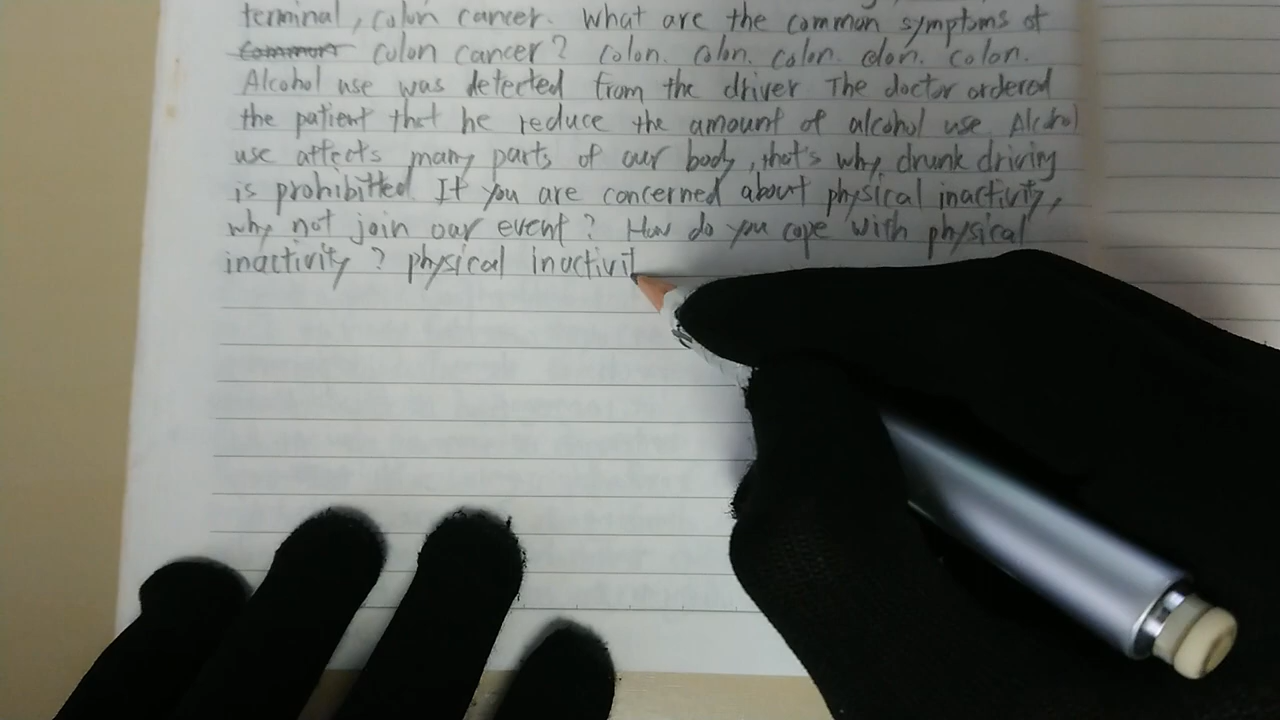 terminal, colon cancer. What are the common symptoms of
common colon cancer? colon. colon. colon. colon. colon.
Alcohol use was detected from the driver The doctor ordered
the patient that he reduce the amount of alcohol use Alcohol
use affects many parts of our body, that's why drunk driving
is prohibitted If you are concerned about physical inactivity,
why not join our event? How do you cope with physical
inactivity? physical inactivit